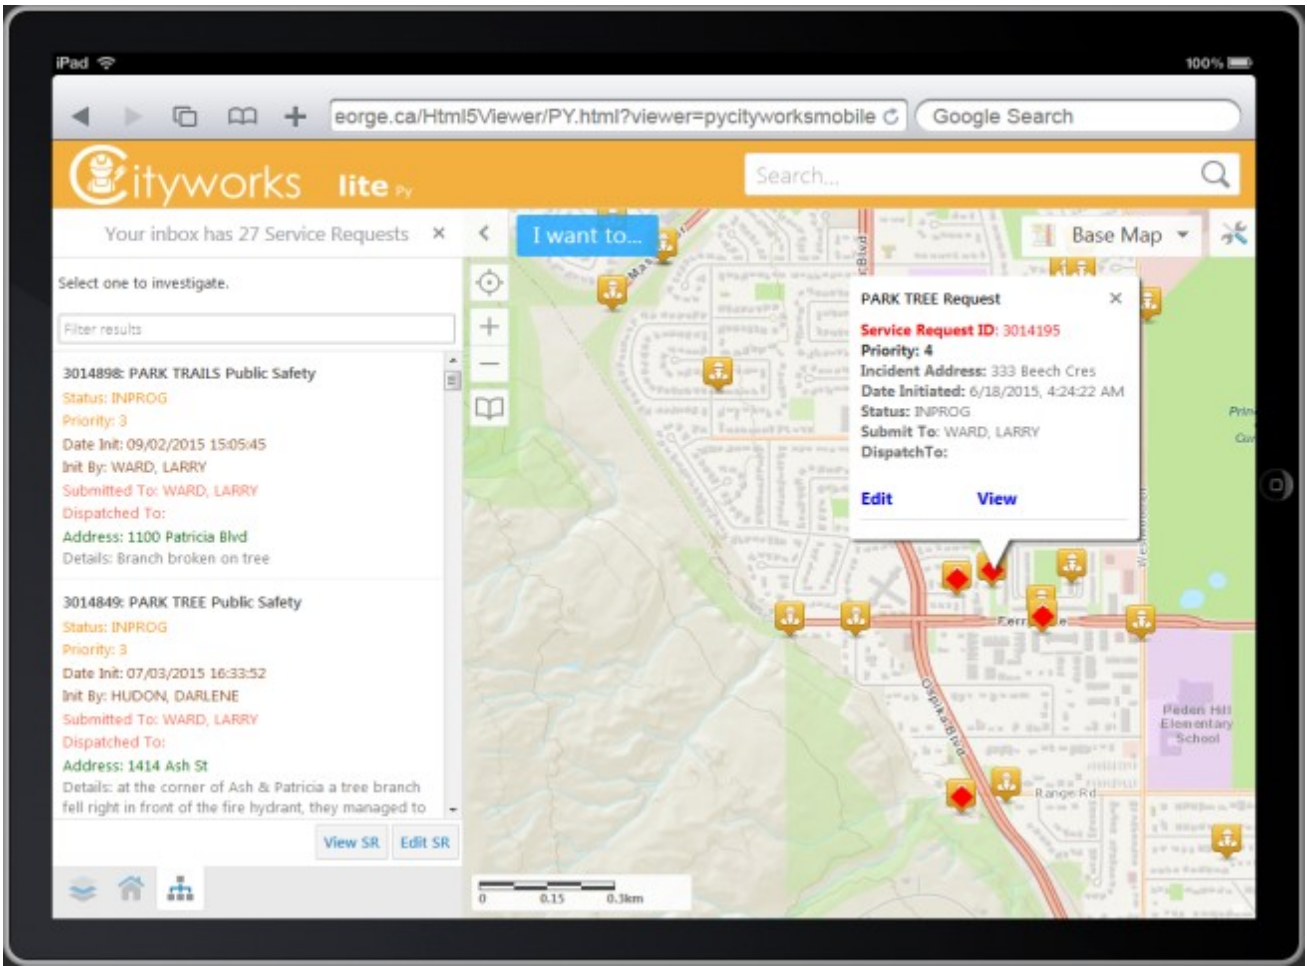 iPad
100%
eorge.ca/Html5Viewer/PY.html?viewer=pycityworksmobile
Google Search
Cityworks lite Py
Search...
Your inbox has 27 Service Requests
Select one to investigate.
Filter results
3014898: PARK TRAILS Public Safety
Status: INPROG
Priority: 3
Date Init: 09/02/2015 15:05:45
Init By: WARD, LARRY
Submitted To: WARD, LARRY
Dispatched To:
Address: 1100 Patricia Blvd
Details: Branch broken on tree
3014849: PARK TREE Public Safety
Status: INPROG
Priority: 3
Date Init: 07/03/2015 16:33:52
Init By: HUDON, DARLENE
Submitted To: WARD, LARRY
Dispatched To:
Address: 1414 Ash St
Details: at the corner of Ash & Patricia a tree branch
fell right in front of the fire hydrant, they managed to
View SR
Edit SR
I want to...
Base Map
PARK TREE Request
Service Request ID: 3014195
Priority: 4
Incident Address: 333 Beech Cres
Date Initiated: 6/18/2015, 4:24:22 AM
Status: INPROG
Submit To: WARD, LARRY
DispatchTo:
Edit
View
Ospika Blvd
Peden Hill
Elementary
School
Range Rd
0
0.15
0.3km